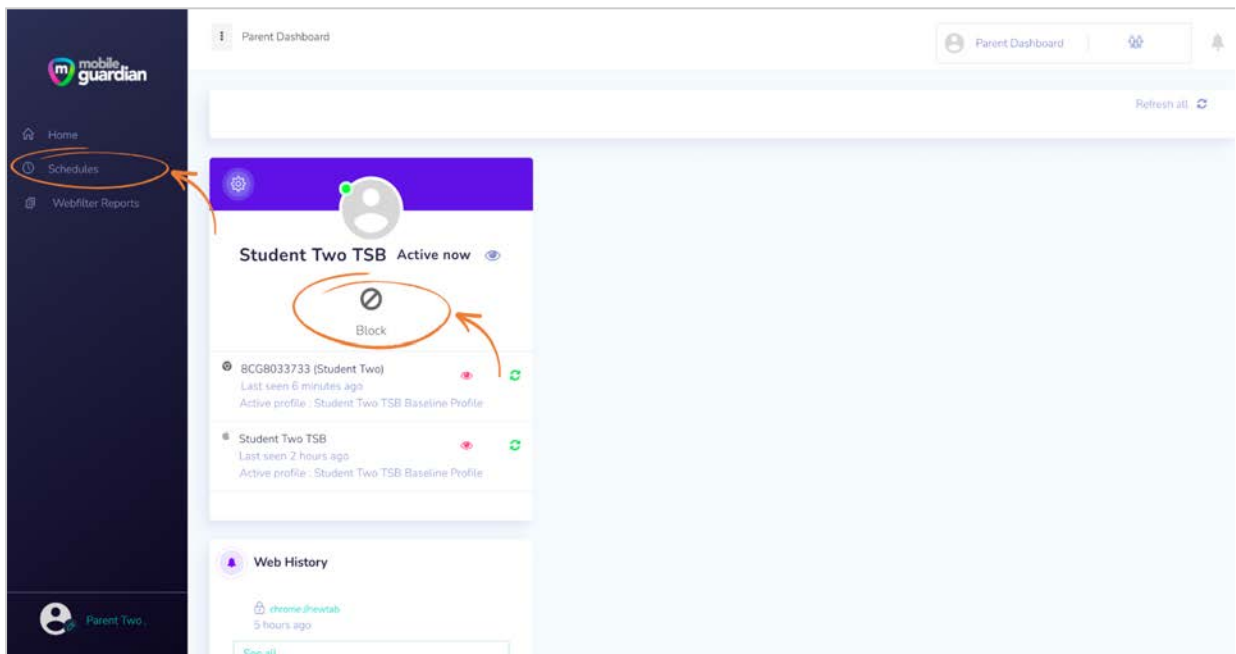 mobile
guardian
Home
Schedules
Webfilter Reports
Parent Two .
Parent Dashboard
Parent Dashboard
Refresh all
Student Two TSB Active now
Block
8CG8033733 (Student Two)
Last seen 6 minutes ago
Active profile : Student Two TSB Baseline Profile
Student Two TSB
Last seen 2 hours ago
Active profile : Student Two TSB Baseline Profile
Web History
chrome://newtab
5 hours ago
See all